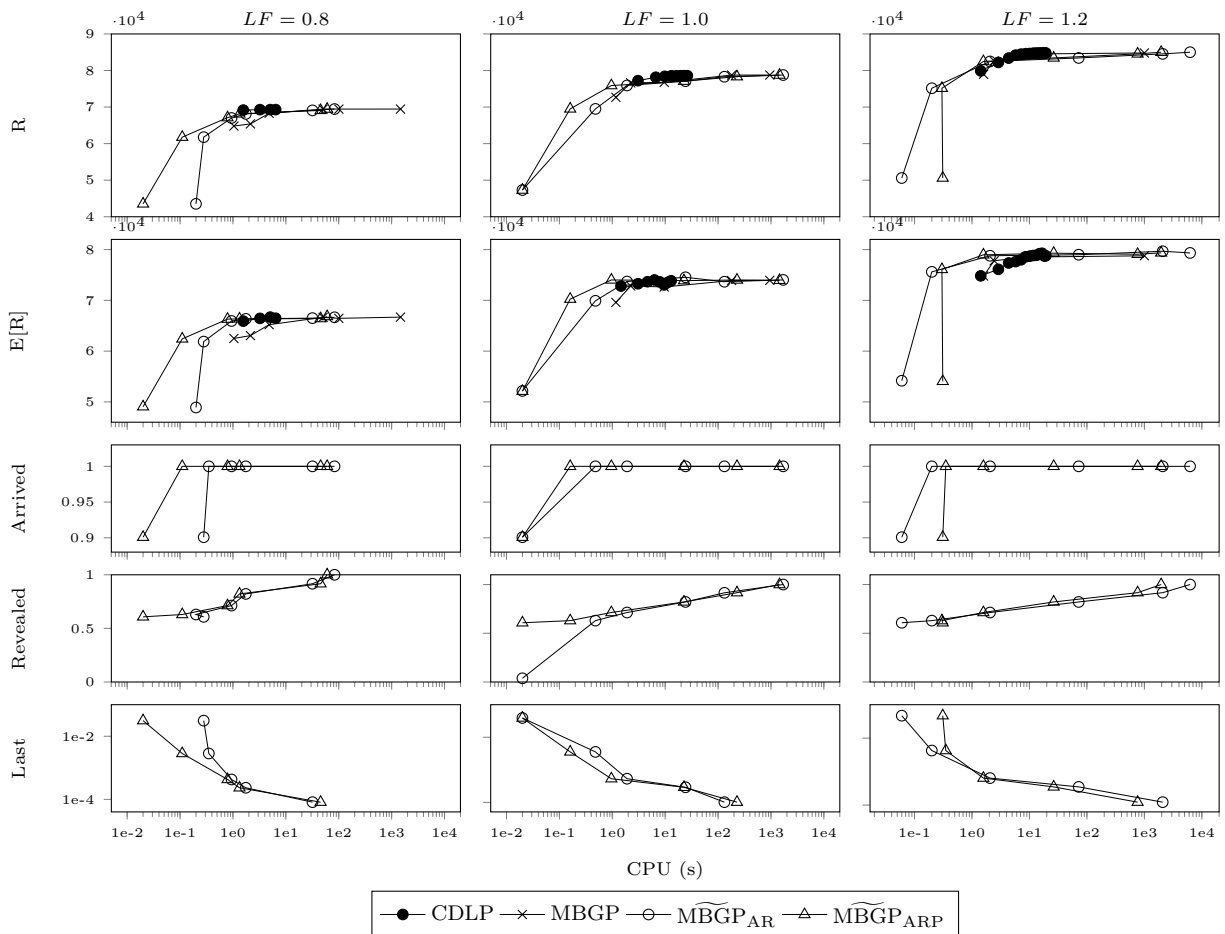 ·10⁴ LF = 0.8 ·10⁴ LF = 1.0 ·10⁴ LF = 1.2
R
9
8
7
6
5
4
·10⁴ ·10⁴ ·10⁴
E[R]
8
7
6
5
Arrived
1
0.95
0.9
Revealed
1
0.5
0
Last
1e-2
1e-4
1e-2 1e-1 1e0 1e1 1e2 1e3 1e-2 1e-1 1e0 1e1 1e2 1e3 1e4 1e-1 1e0 1e1 1e2 1e3 1e4
CPU (s)
CDLP MBGP M͠BGP_AR M͠BGP_ARP